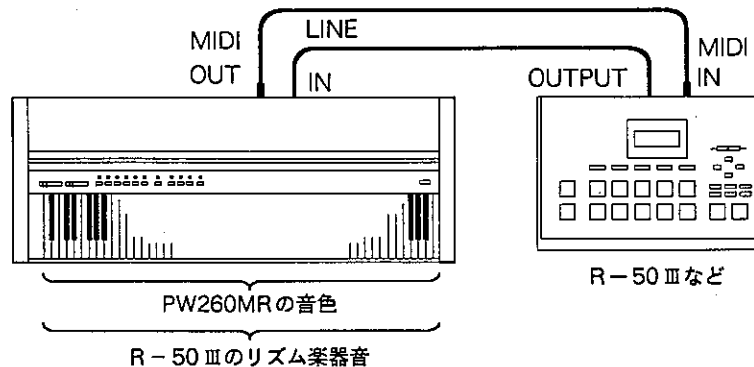 MIDI
OUT
LINE
IN
OUTPUT
MIDI
IN
R-50Ⅲなど
PW260MRの音色
R-50Ⅲのリズム楽器音